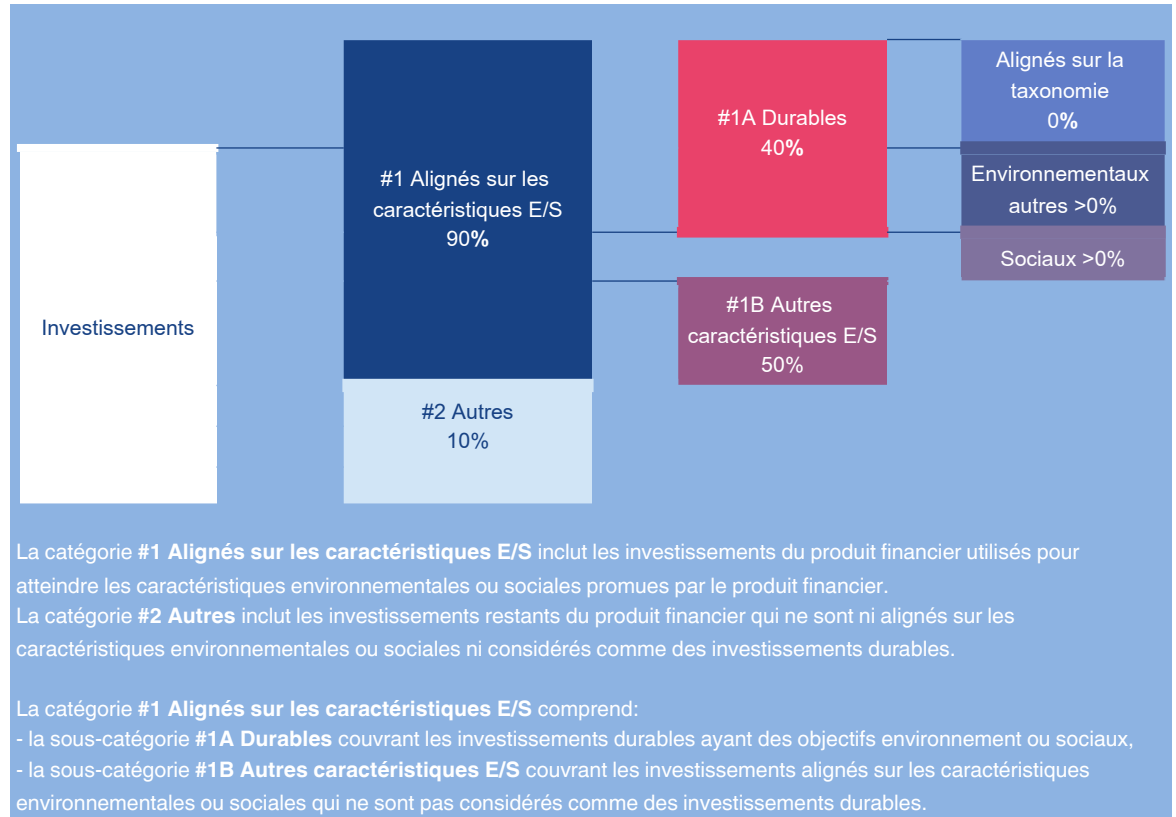 Investissements
#1 Alignés sur les
caractéristiques E/S
90%
#2 Autres
10%
#1A Durables
40%
#1B Autres
caractéristiques E/S
50%
Alignés sur la
taxonomie
0%
Environnementaux
autres >0%
Sociaux >0%
La catégorie #1 Alignés sur les caractéristiques E/S inclut les investissements du produit financier utilisés pour
atteindre les caractéristiques environnementales ou sociales promues par le produit financier.
La catégorie #2 Autres inclut les investissements restants du produit financier qui ne sont ni alignés sur les
caractéristiques environnementales ou sociales ni considérés comme des investissements durables.
La catégorie #1 Alignés sur les caractéristiques E/S comprend:
- la sous-catégorie #1A Durables couvrant les investissements durables ayant des objectifs environnement ou sociaux,
- la sous-catégorie #1B Autres caractéristiques E/S couvrant les investissements alignés sur les caractéristiques
environnementales ou sociales qui ne sont pas considérés comme des investissements durables.